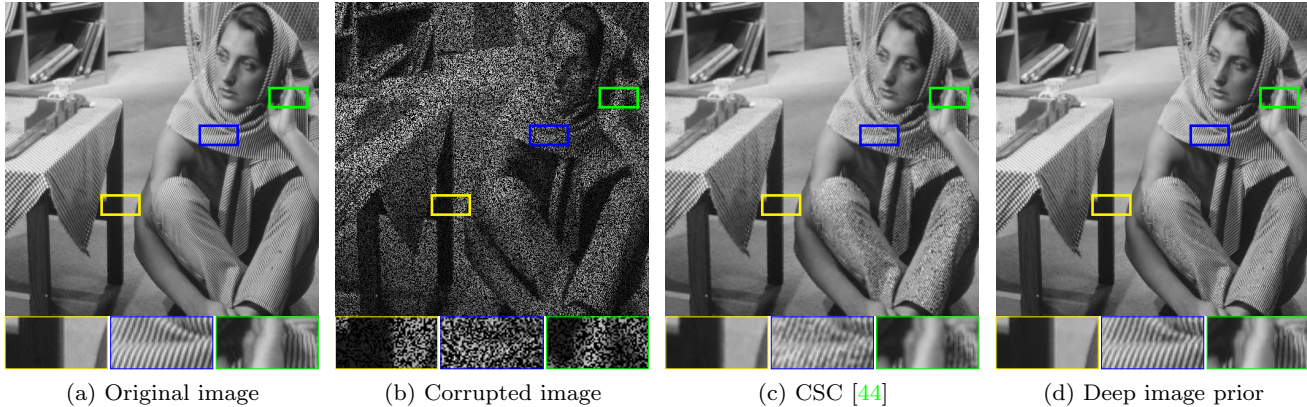 (a) Original image
(b) Corrupted image
(c) CSC [44]
(d) Deep image prior